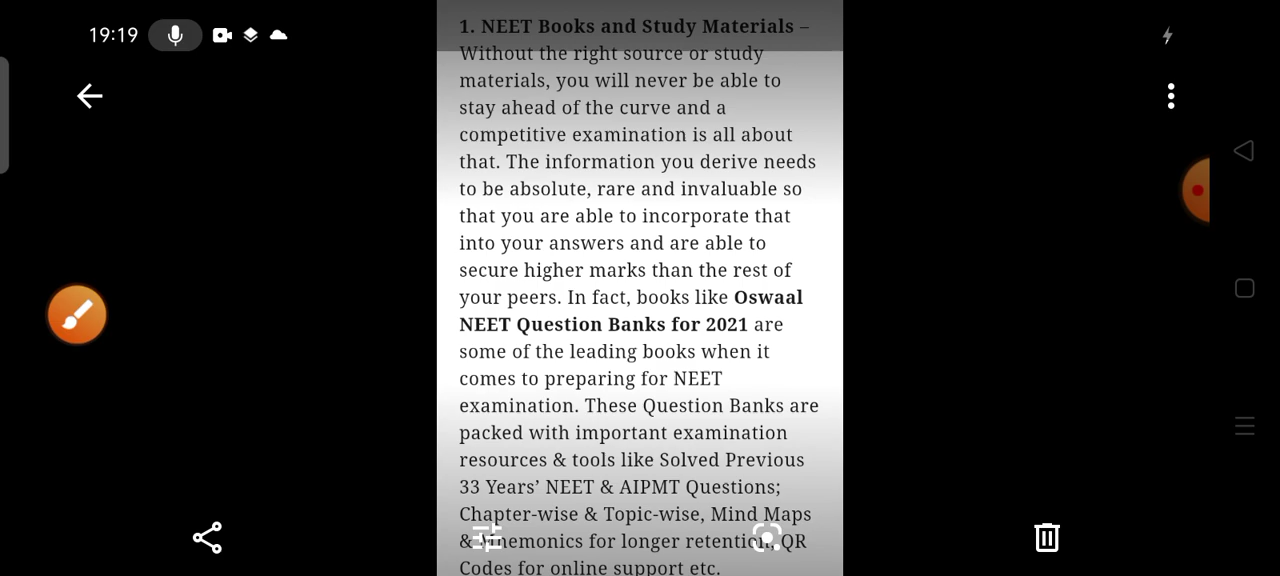 19:19
1. NEET Books and Study Materials –
Without the right source or study
materials, you will never be able to
stay ahead of the curve and a
competitive examination is all about
that. The information you derive needs
to be absolute, rare and invaluable so
that you are able to incorporate that
into your answers and are able to
secure higher marks than the rest of
your peers. In fact, books like Oswaal
NEET Question Banks for 2021 are
some of the leading books when it
comes to preparing for NEET
examination. These Question Banks are
packed with important examination
resources & tools like Solved Previous
33 Years’ NEET & AIPMT Questions;
Chapter-wise & Topic-wise, Mind Maps
& Mnemonics for longer retention, QR
Codes for online support etc.